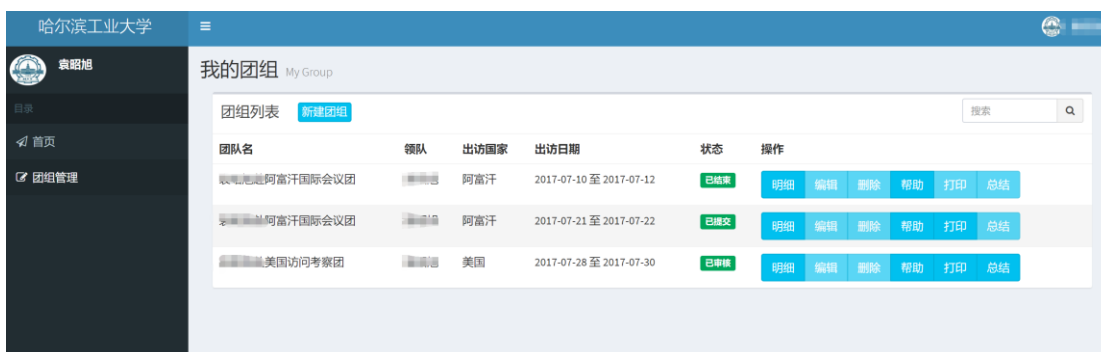 哈尔滨工业大学
袁昭旭
目录
首页
团组管理
我的团组 My Group
团组列表 新建团组 搜索
团队名 领队 出访国家 出访日期 状态 操作
阿富汗国际会议团 阿富汗 2017-07-10 至 2017-07-12 已结束 明细 编辑 删除 帮助 打印 总结
阿富汗国际会议团 阿富汗 2017-07-21 至 2017-07-22 已提交 明细 编辑 删除 帮助 打印 总结
美国访问考察团 美国 2017-07-28 至 2017-07-30 已审核 明细 编辑 删除 帮助 打印 总结